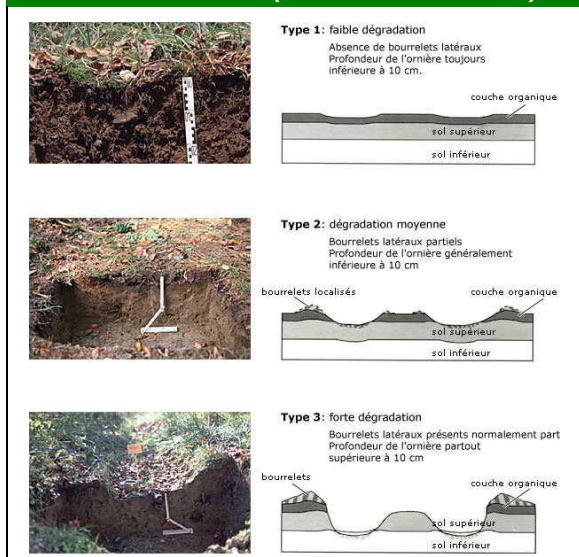 Type 1: faible dégradation
Absence de bourrelets latéraux
Profondeur de l'ornière toujours
inférieure à 10 cm.
couche organique
sol supérieur
sol inférieur
Type 2: dégradation moyenne
Bourrelets latéraux partiels
Profondeur de l'ornière généralement
inférieure à 10 cm
bourrelets localisés
couche organique
sol supérieur
sol inférieur
Type 3: forte dégradation
Bourrelets latéraux présents normalement part
Profondeur de l'ornière partout
supérieure à 10 cm
bourrelets
couche organique
sol supérieur
sol inférieur